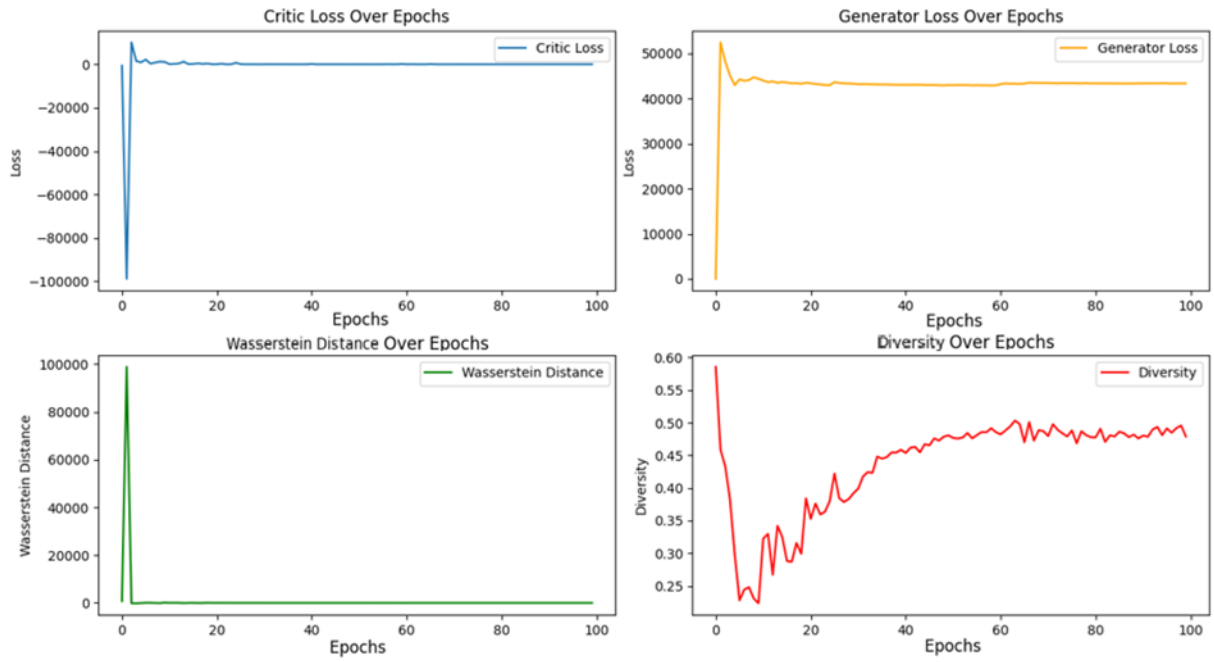 Critic Loss Over Epochs
Critic Loss
0
−20000
−40000
−60000
−80000
−100000
Loss
0 20 40 60 80 100
Epochs
Generator Loss Over Epochs
Generator Loss
50000
40000
30000
20000
10000
0
Loss
0 20 40 60 80 100
Epochs
Wasserstein Distance Over Epochs
Wasserstein Distance
100000
80000
60000
40000
20000
0
Wasserstein Distance
0 20 40 60 80 100
Epochs
Diversity Over Epochs
Diversity
0.60
0.55
0.50
0.45
0.40
0.35
0.30
0.25
Diversity
0 20 40 60 80 100
Epochs